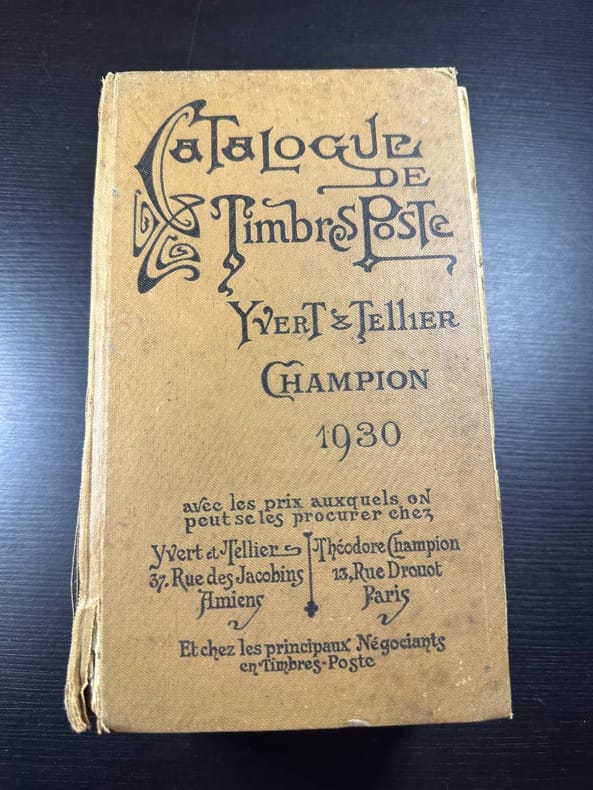 Catalogue
de
Timbres Poste
Yvert & Tellier
Champion
1930
avec les prix auxquels on
peut se les procurer chez
Yvert et Tellier
37, Rue des Jacobins
Amiens
Théodore Champion
13, Rue Drouot
Paris
Et chez les principaux Négociants
en Timbres-Poste